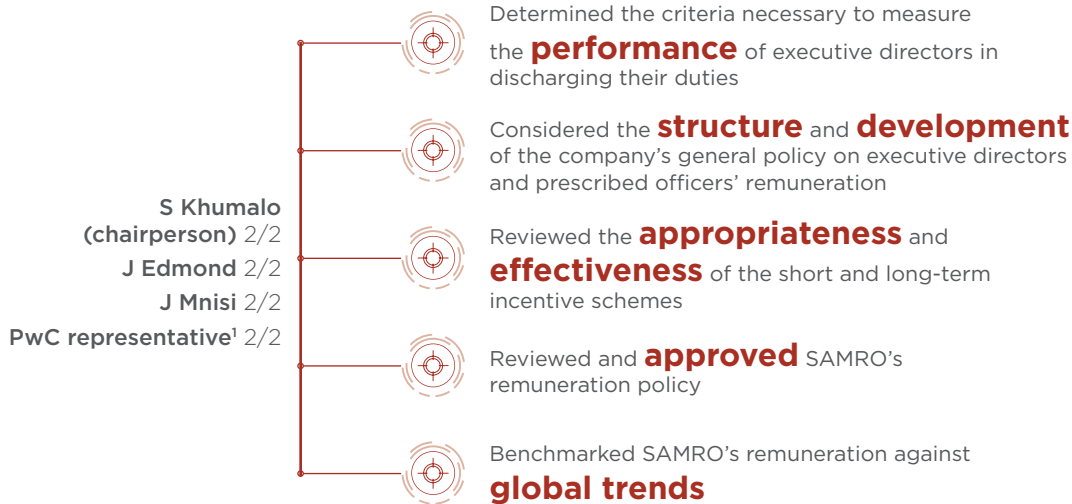 S Khumalo
(chairperson) 2/2
J Edmond 2/2
J Mnisi 2/2
PwC representative¹ 2/2
Determined the criteria necessary to measure
the performance of executive directors in
discharging their duties
Considered the structure and development
of the company's general policy on executive directors
and prescribed officers' remuneration
Reviewed the appropriateness and
effectiveness of the short and long-term
incentive schemes
Reviewed and approved SAMRO's
remuneration policy
Benchmarked SAMRO's remuneration against
global trends